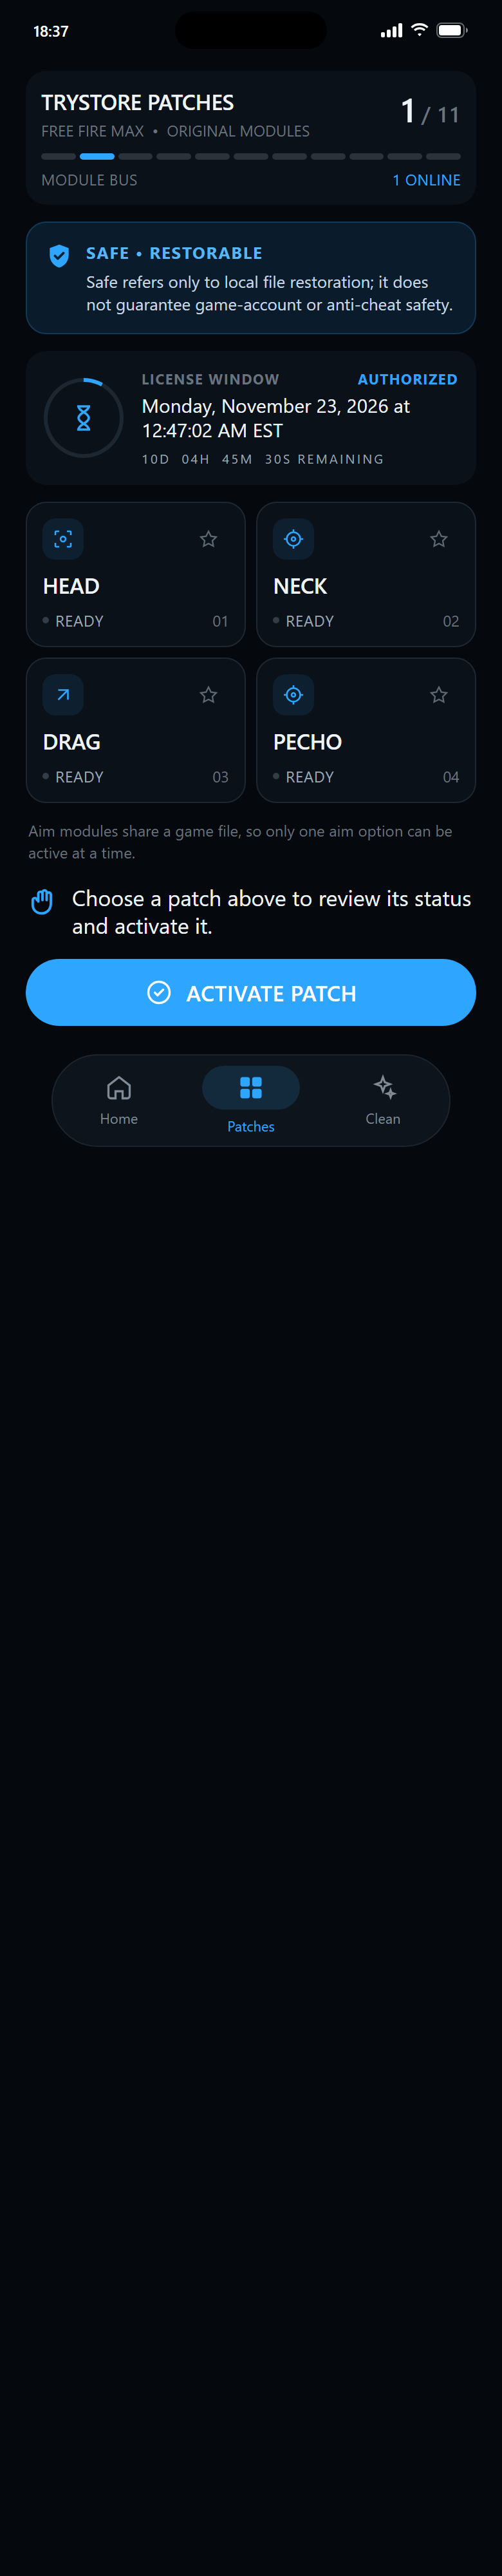 18:37
TRYSTORE PATCHES
1 / 11
FREE FIRE MAX • ORIGINAL MODULES
MODULE BUS
1 ONLINE
SAFE • RESTORABLE
Safe refers only to local file restoration; it does
not guarantee game-account or anti-cheat safety.
LICENSE WINDOW
AUTHORIZED
Monday, November 23, 2026 at
12:47:02 AM EST
10D 04H 45M 30S REMAINING
HEAD
READY
01
NECK
READY
02
DRAG
READY
03
PECHO
READY
04
Aim modules share a game file, so only one aim option can be
active at a time.
Choose a patch above to review its status
and activate it.
ACTIVATE PATCH
Home
Patches
Clean